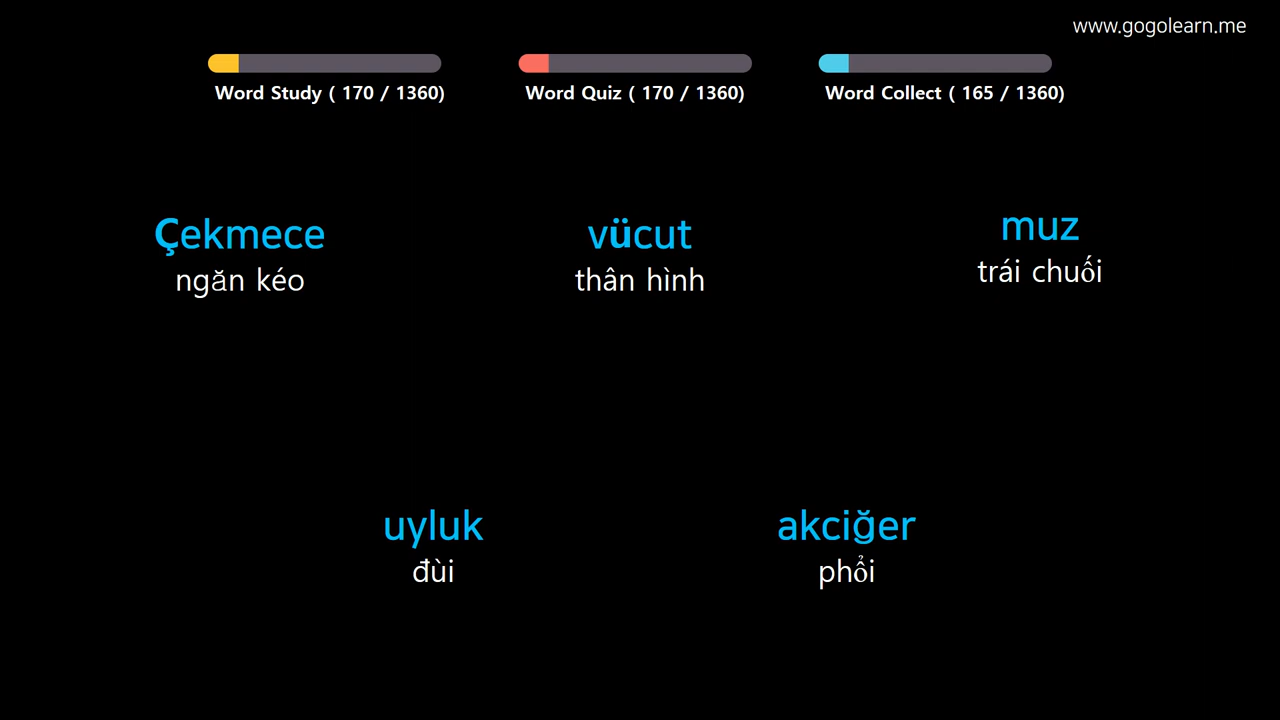 www.gogolearn.me
Word Study ( 170 / 1360)
Word Quiz ( 170 / 1360)
Word Collect ( 165 / 1360)
Çekmece
ngăn kéo
vücut
thân hình
muz
trái chuối
uyluk
đùi
akciğer
phổi